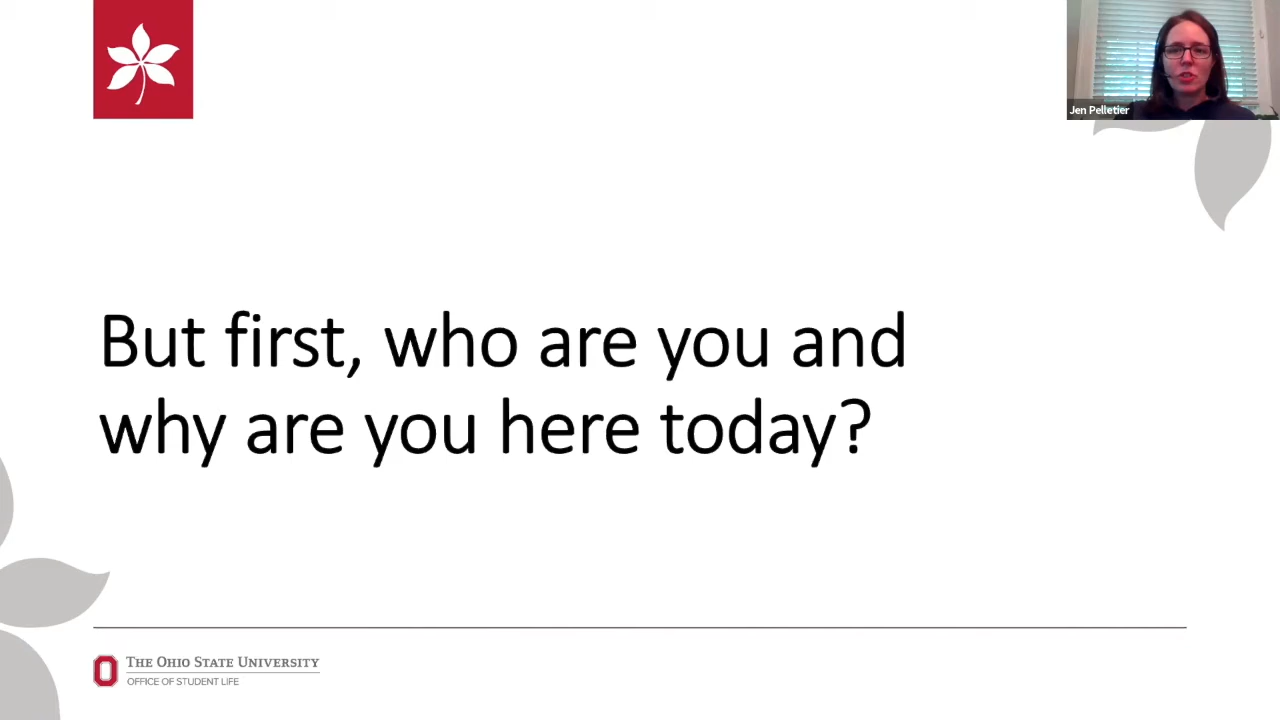 Jen Pelletier
But first, who are you and
why are you here today?
THE OHIO STATE UNIVERSITY
OFFICE OF STUDENT LIFE